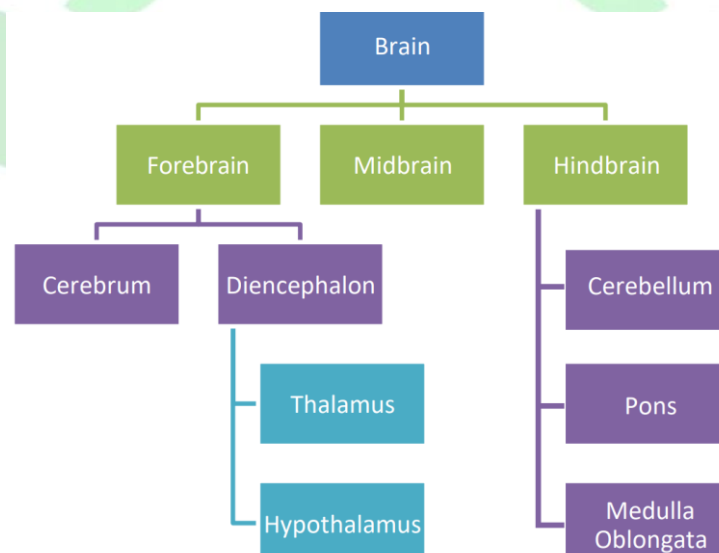 Brain
Forebrain
Midbrain
Hindbrain
Cerebrum
Diencephalon
Cerebellum
Thalamus
Pons
Hypothalamus
Medulla
Oblongata